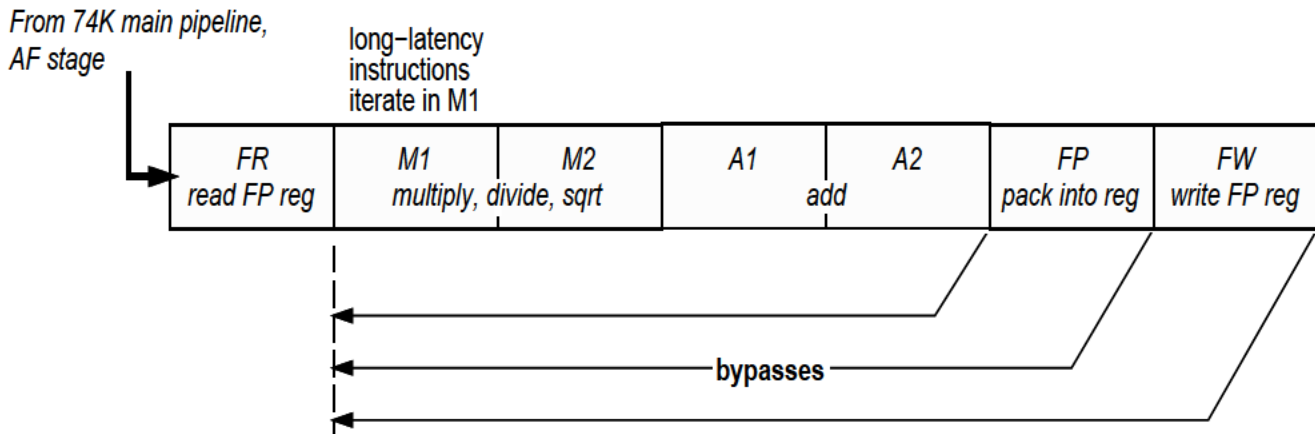 From 74K main pipeline,
AF stage
long-latency
instructions
iterate in M1
FR
read FP reg
M1
M2
multiply, divide, sqrt
A1
A2
add
FP
pack into reg
FW
write FP reg
bypasses